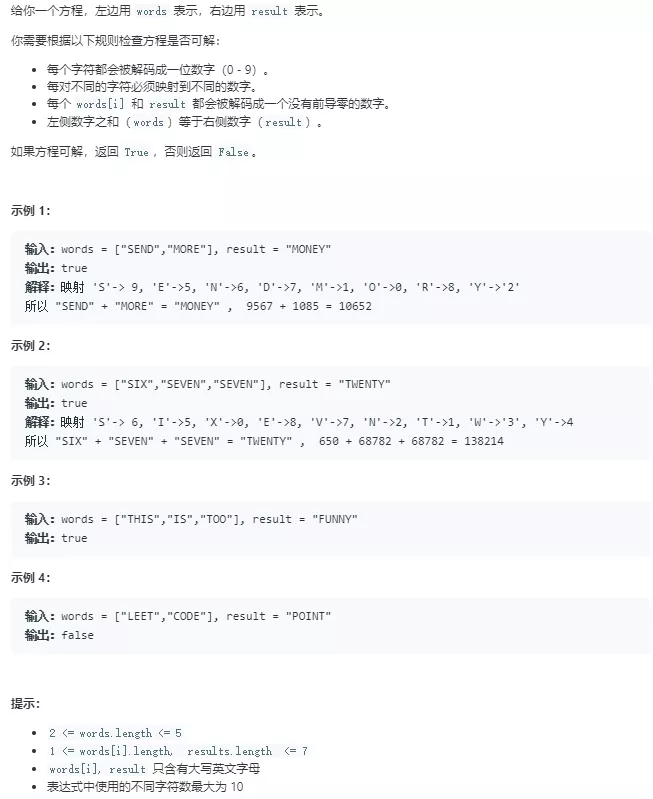 给你一个方程，左边用 words 表示，右边用 result 表示。
你需要根据以下规则检查方程是否可解：
每个字符都会被解码成一位数字（0 - 9）。
每对不同的字符必须映射到不同的数字。
每个 words[i] 和 result 都会被解码成一个没有前导零的数字。
左侧数字之和（words）等于右侧数字（result）。
如果方程可解，返回 True，否则返回 False。
示例 1：
输入：words = ["SEND","MORE"], result = "MONEY"
输出：true
解释：映射 'S'-> 9, 'E'->5, 'N'->6, 'D'->7, 'M'->1, 'O'->0, 'R'->8, 'Y'->'2'
所以 "SEND" + "MORE" = "MONEY" ,  9567 + 1085 = 10652
示例 2：
输入：words = ["SIX","SEVEN","SEVEN"], result = "TWENTY"
输出：true
解释：映射 'S'-> 6, 'I'->5, 'X'->0, 'E'->8, 'V'->7, 'N'->2, 'T'->1, 'W'->'3', 'Y'->4
所以 "SIX" + "SEVEN" + "SEVEN" = "TWENTY" ,  650 + 68782 + 68782 = 138214
示例 3：
输入：words = ["THIS","IS","TOO"], result = "FUNNY"
输出：true
示例 4：
输入：words = ["LEET","CODE"], result = "POINT"
输出：false
提示：
2 <= words.length <= 5
1 <= words[i].length, results.length <= 7
words[i], result 只含有大写英文字母
表达式中使用的不同字符数最大为 10